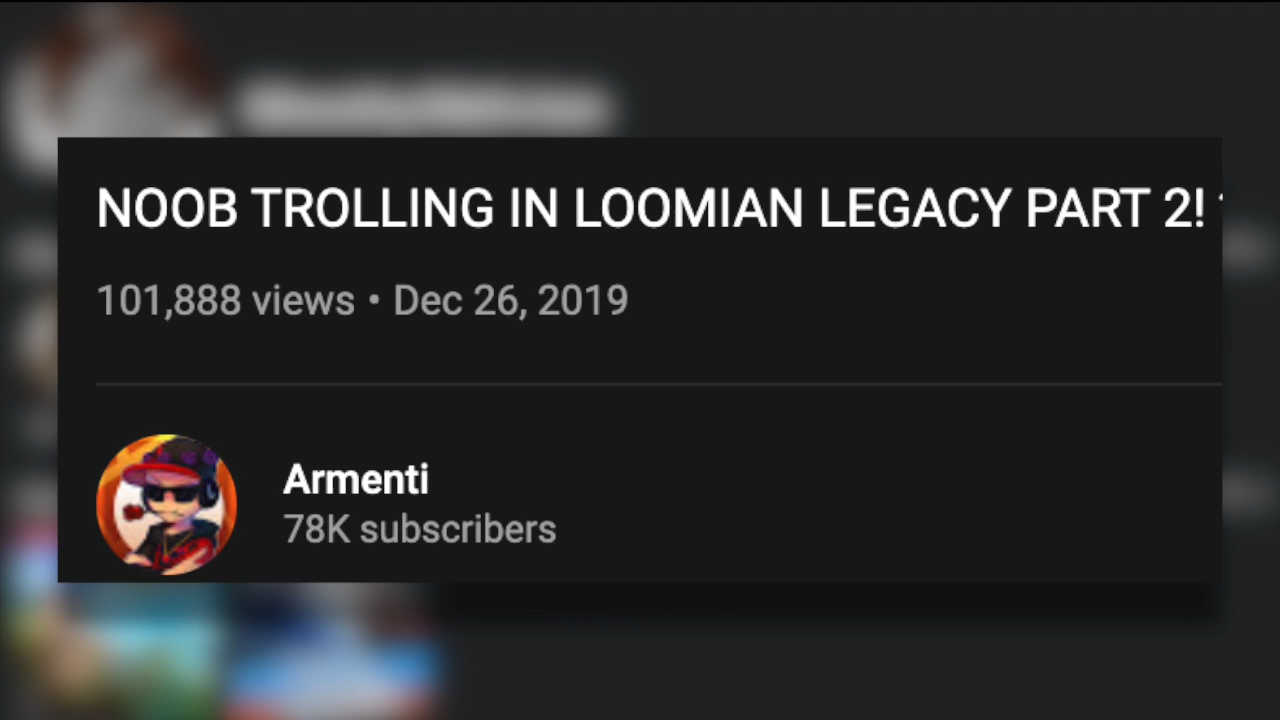 NOOB TROLLING IN LOOMIAN LEGACY PART 2!
101,888 views • Dec 26, 2019
Armenti
78K subscribers